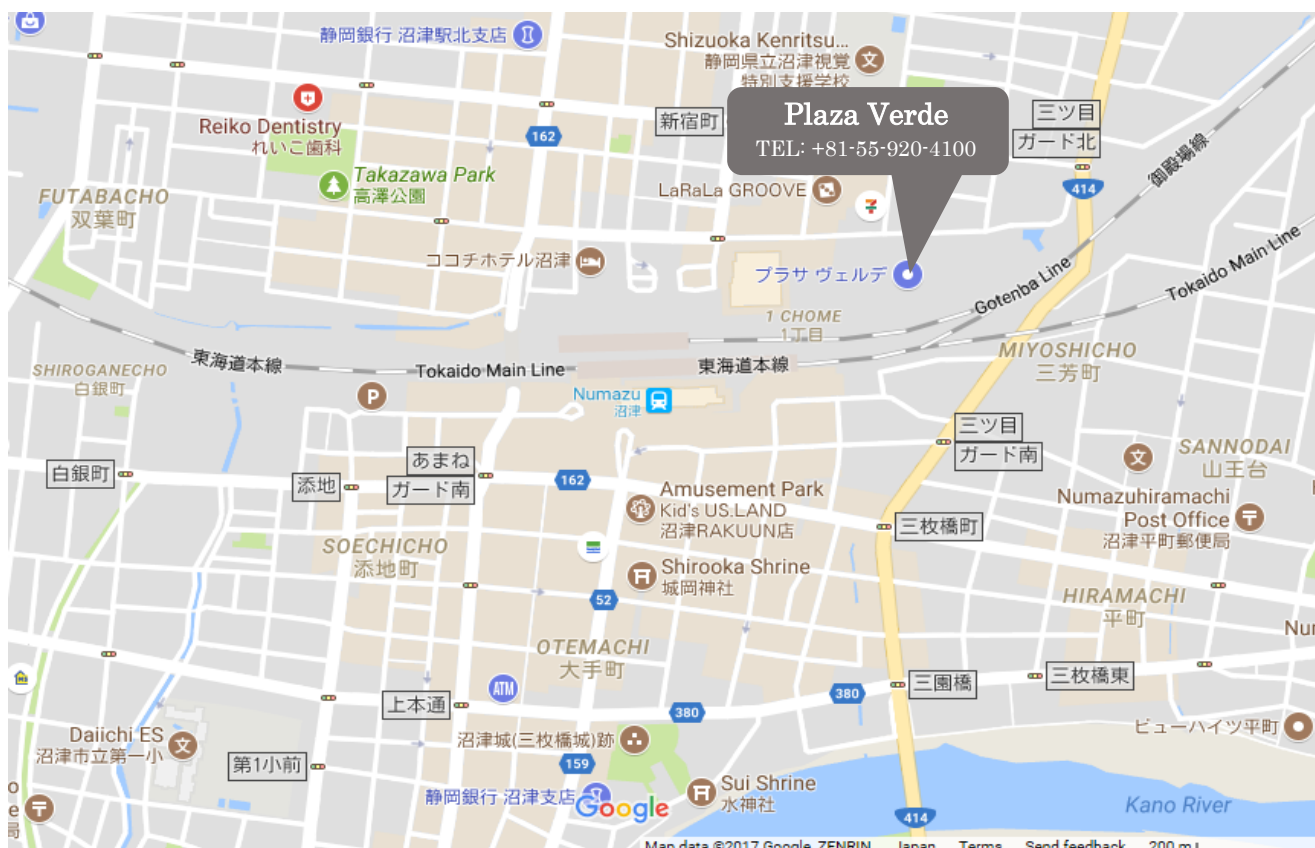 静岡銀行 沼津駅北支店
Shizuoka Kenritsu...
静岡県立沼津視覚
特別支援学校
Reiko Dentistry
れいこ歯科
162
新宿町
Plaza Verde
TEL: +81-55-920-4100
三ツ目
ガード北
御殿場線
414
Takazawa Park
高澤公園
FUTABACHO
双葉町
LaRaLa GROOVE
7
ココチホテル沼津
プラサ ヴェルデ
Gotenba Line
Tokaido Main Line
1 CHOME
1丁目
SHIROGANECHO
白銀町
東海道本線
Tokaido Main Line
東海道本線
MIYOSHICHO
三芳町
P
Numazu
沼津
三ツ目
ガード南
SANNODAI
山王台
白銀町
添地
あまね
ガード南
162
Amusement Park
Kid's US.LAND
沼津RAKUUN店
三枚橋町
Numazuhiramachi
Post Office
沼津平町郵便局
文
SOECHICHO
添地町
Shirooka Shrine
城岡神社
52
HIRAMACHI
平町
Nur
OTEMACHI
大手町
ATM
上本通
380
380
三園橋
三枚橋東
Daiichi ES
沼津市立第一小
文
第1小前
沼津城(三枚橋城)跡
159
ビューハイツ平町
静岡銀行 沼津支店
Google
Sui Shrine
水神社
Kano River
414
o
e
局
Map data ©2017 Google, ZENRIN Japan Terms Send feedback 200 m